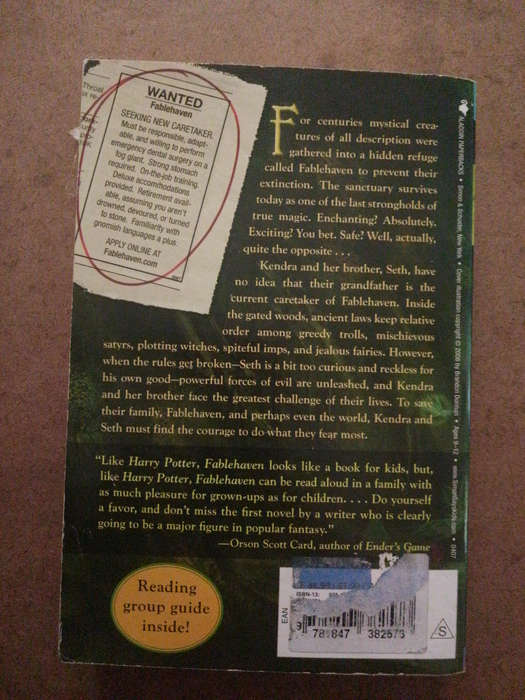 WANTED
Fablehaven
SEEKING NEW CARETAKER.
Must be responsible, adapt-
able, and willing to perform
emergency dental surgery on a
fog giant. Strong stomach
required. On-the-job training.
Deluxe accommodations
provided. Retirement avail-
able, assuming you aren't
drowned, devoured, or turned
to stone. Familiarity with
gnomish languages a plus.
APPLY ONLINE AT
Fablehaven.com
For centuries mystical crea-
tures of all description were
gathered into a hidden refuge
called Fablehaven to prevent their
extinction. The sanctuary survives
today as one of the last strongholds of
true magic. Enchanting? Absolutely.
Exciting? You bet. Safe? Well, actually,
quite the opposite . . .
Kendra and her brother, Seth, have
no idea that their grandfather is the
current caretaker of Fablehaven. Inside
the gated woods, ancient laws keep relative
order among greedy trolls, mischievous
satyrs, plotting witches, spiteful imps, and jealous fairies. However,
when the rules get broken—Seth is a bit too curious and reckless for
his own good—powerful forces of evil are unleashed, and Kendra
and her brother face the greatest challenge of their lives. To save
their family, Fablehaven, and perhaps even the world, Kendra and
Seth must find the courage to do what they fear most.
"Like Harry Potter, Fablehaven looks like a book for kids, but,
like Harry Potter, Fablehaven can be read aloud in a family with
as much pleasure for grown-ups as for children. . . . Do yourself
a favor, and don't miss the first novel by a writer who is clearly
going to be a major figure in popular fantasy."
—Orson Scott Card, author of Ender's Game
Reading
group guide
inside!
ISBN-13:
EAN
S
ALADDIN PAPERBACKS • Simon & Schuster, New York • Cover illustration copyright © 2006 by Brandon Dorman • Ages 9-12 • www.SimonSaysKids.com • 0407